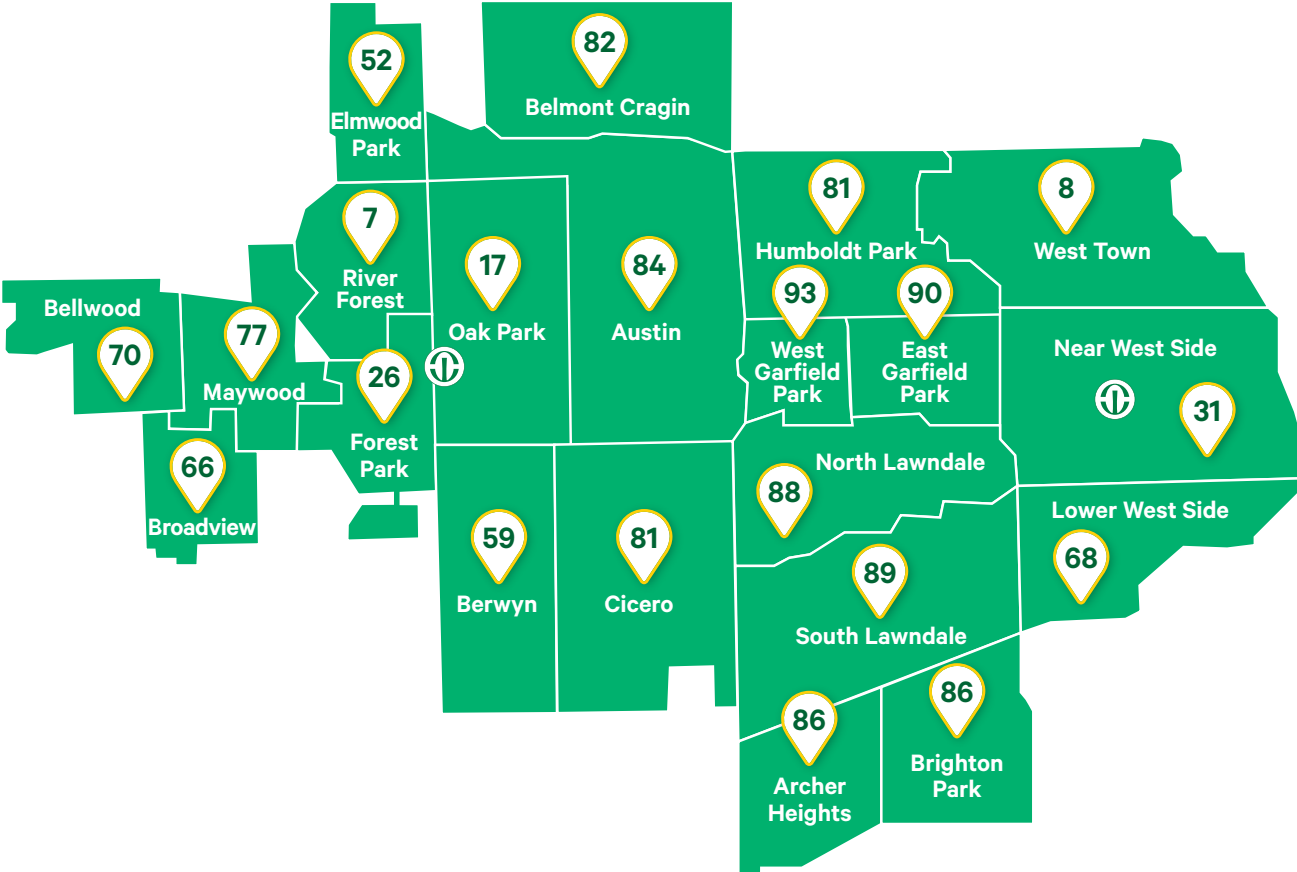 52
Elmwood
Park
82
Belmont Cragin
7
River
Forest
17
Oak Park
84
Austin
81
Humboldt Park
8
West Town
Bellwood
70
77
Maywood
26
Forest
Park
93
West
Garfield
Park
90
East
Garfield
Park
Near West Side
31
66
Broadview
59
Berwyn
81
Cicero
North Lawndale
88
89
South Lawndale
Lower West Side
68
86
Archer
Heights
86
Brighton
Park